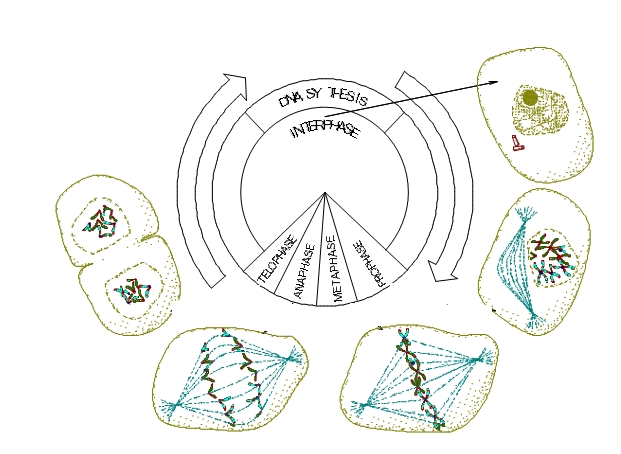 DNA SY THESIS
INTERPHASE
TELOPHASE
ANAPHASE
METAPHASE
PROPHASE